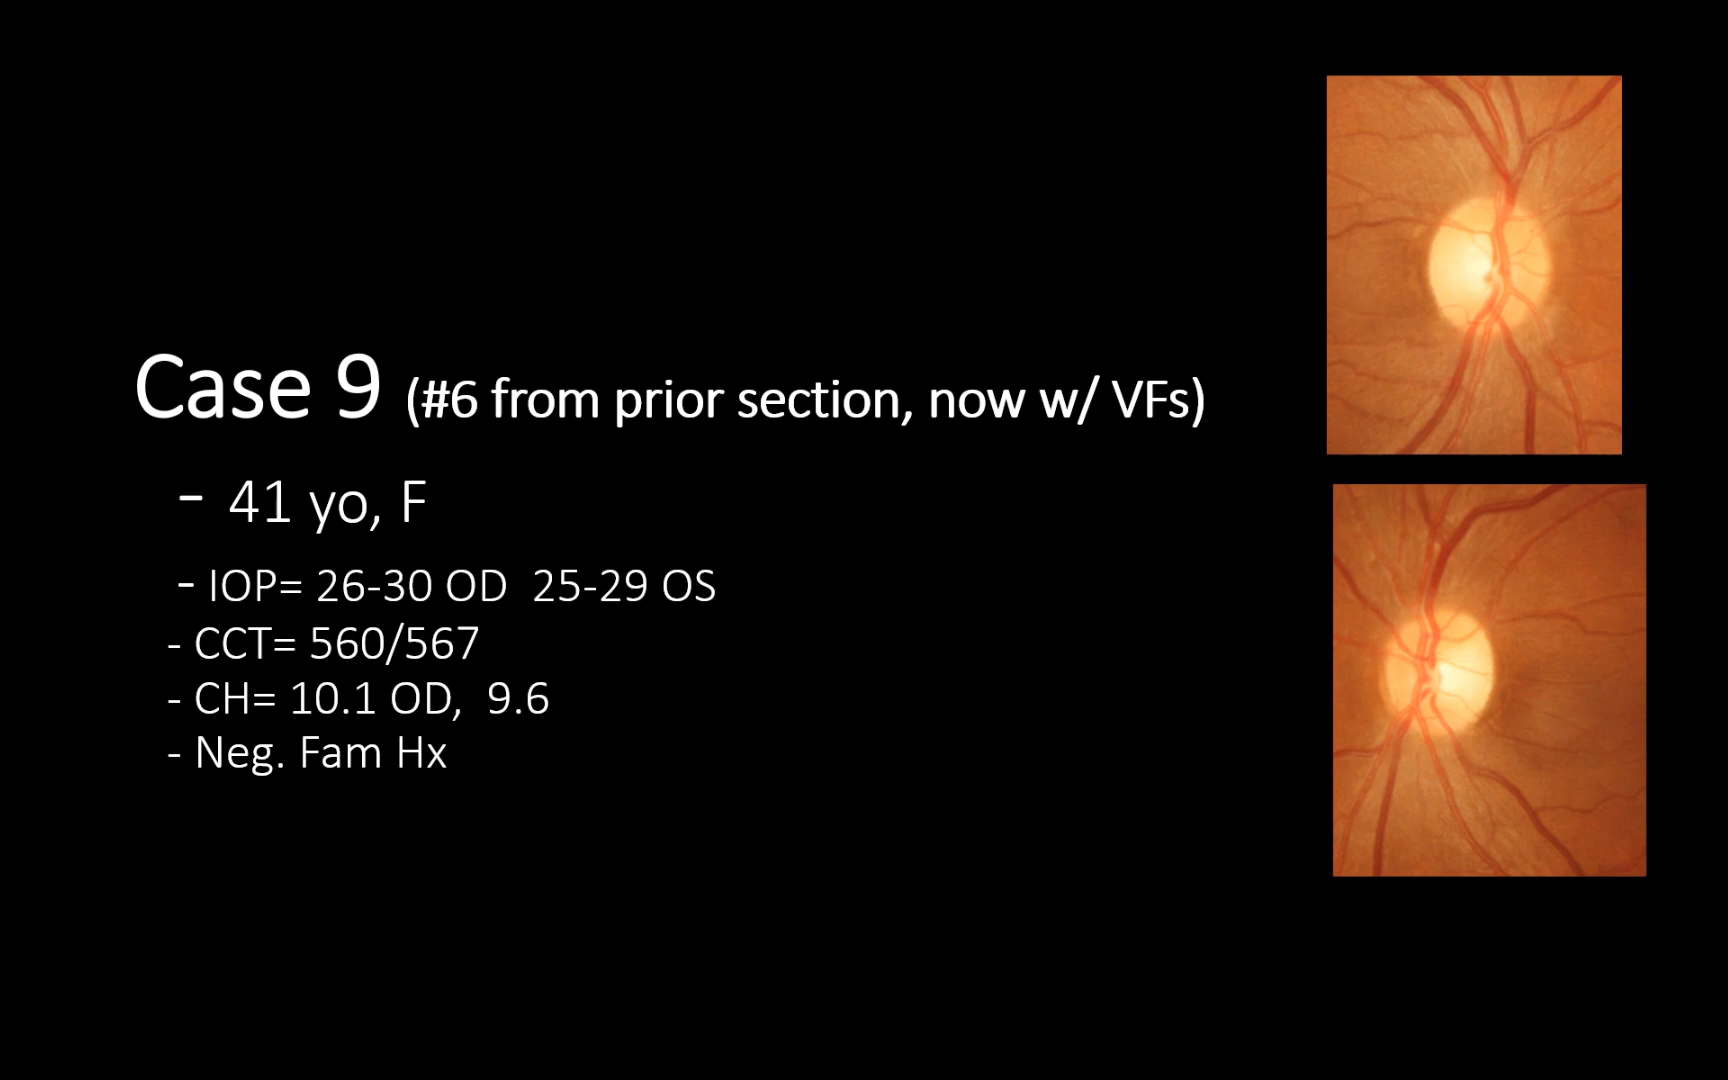 Case 9 (#6 from prior section, now w/ VFs)
- 41 yo, F
- IOP= 26-30 OD  25-29 OS
- CCT= 560/567
- CH= 10.1 OD,  9.6
- Neg. Fam Hx